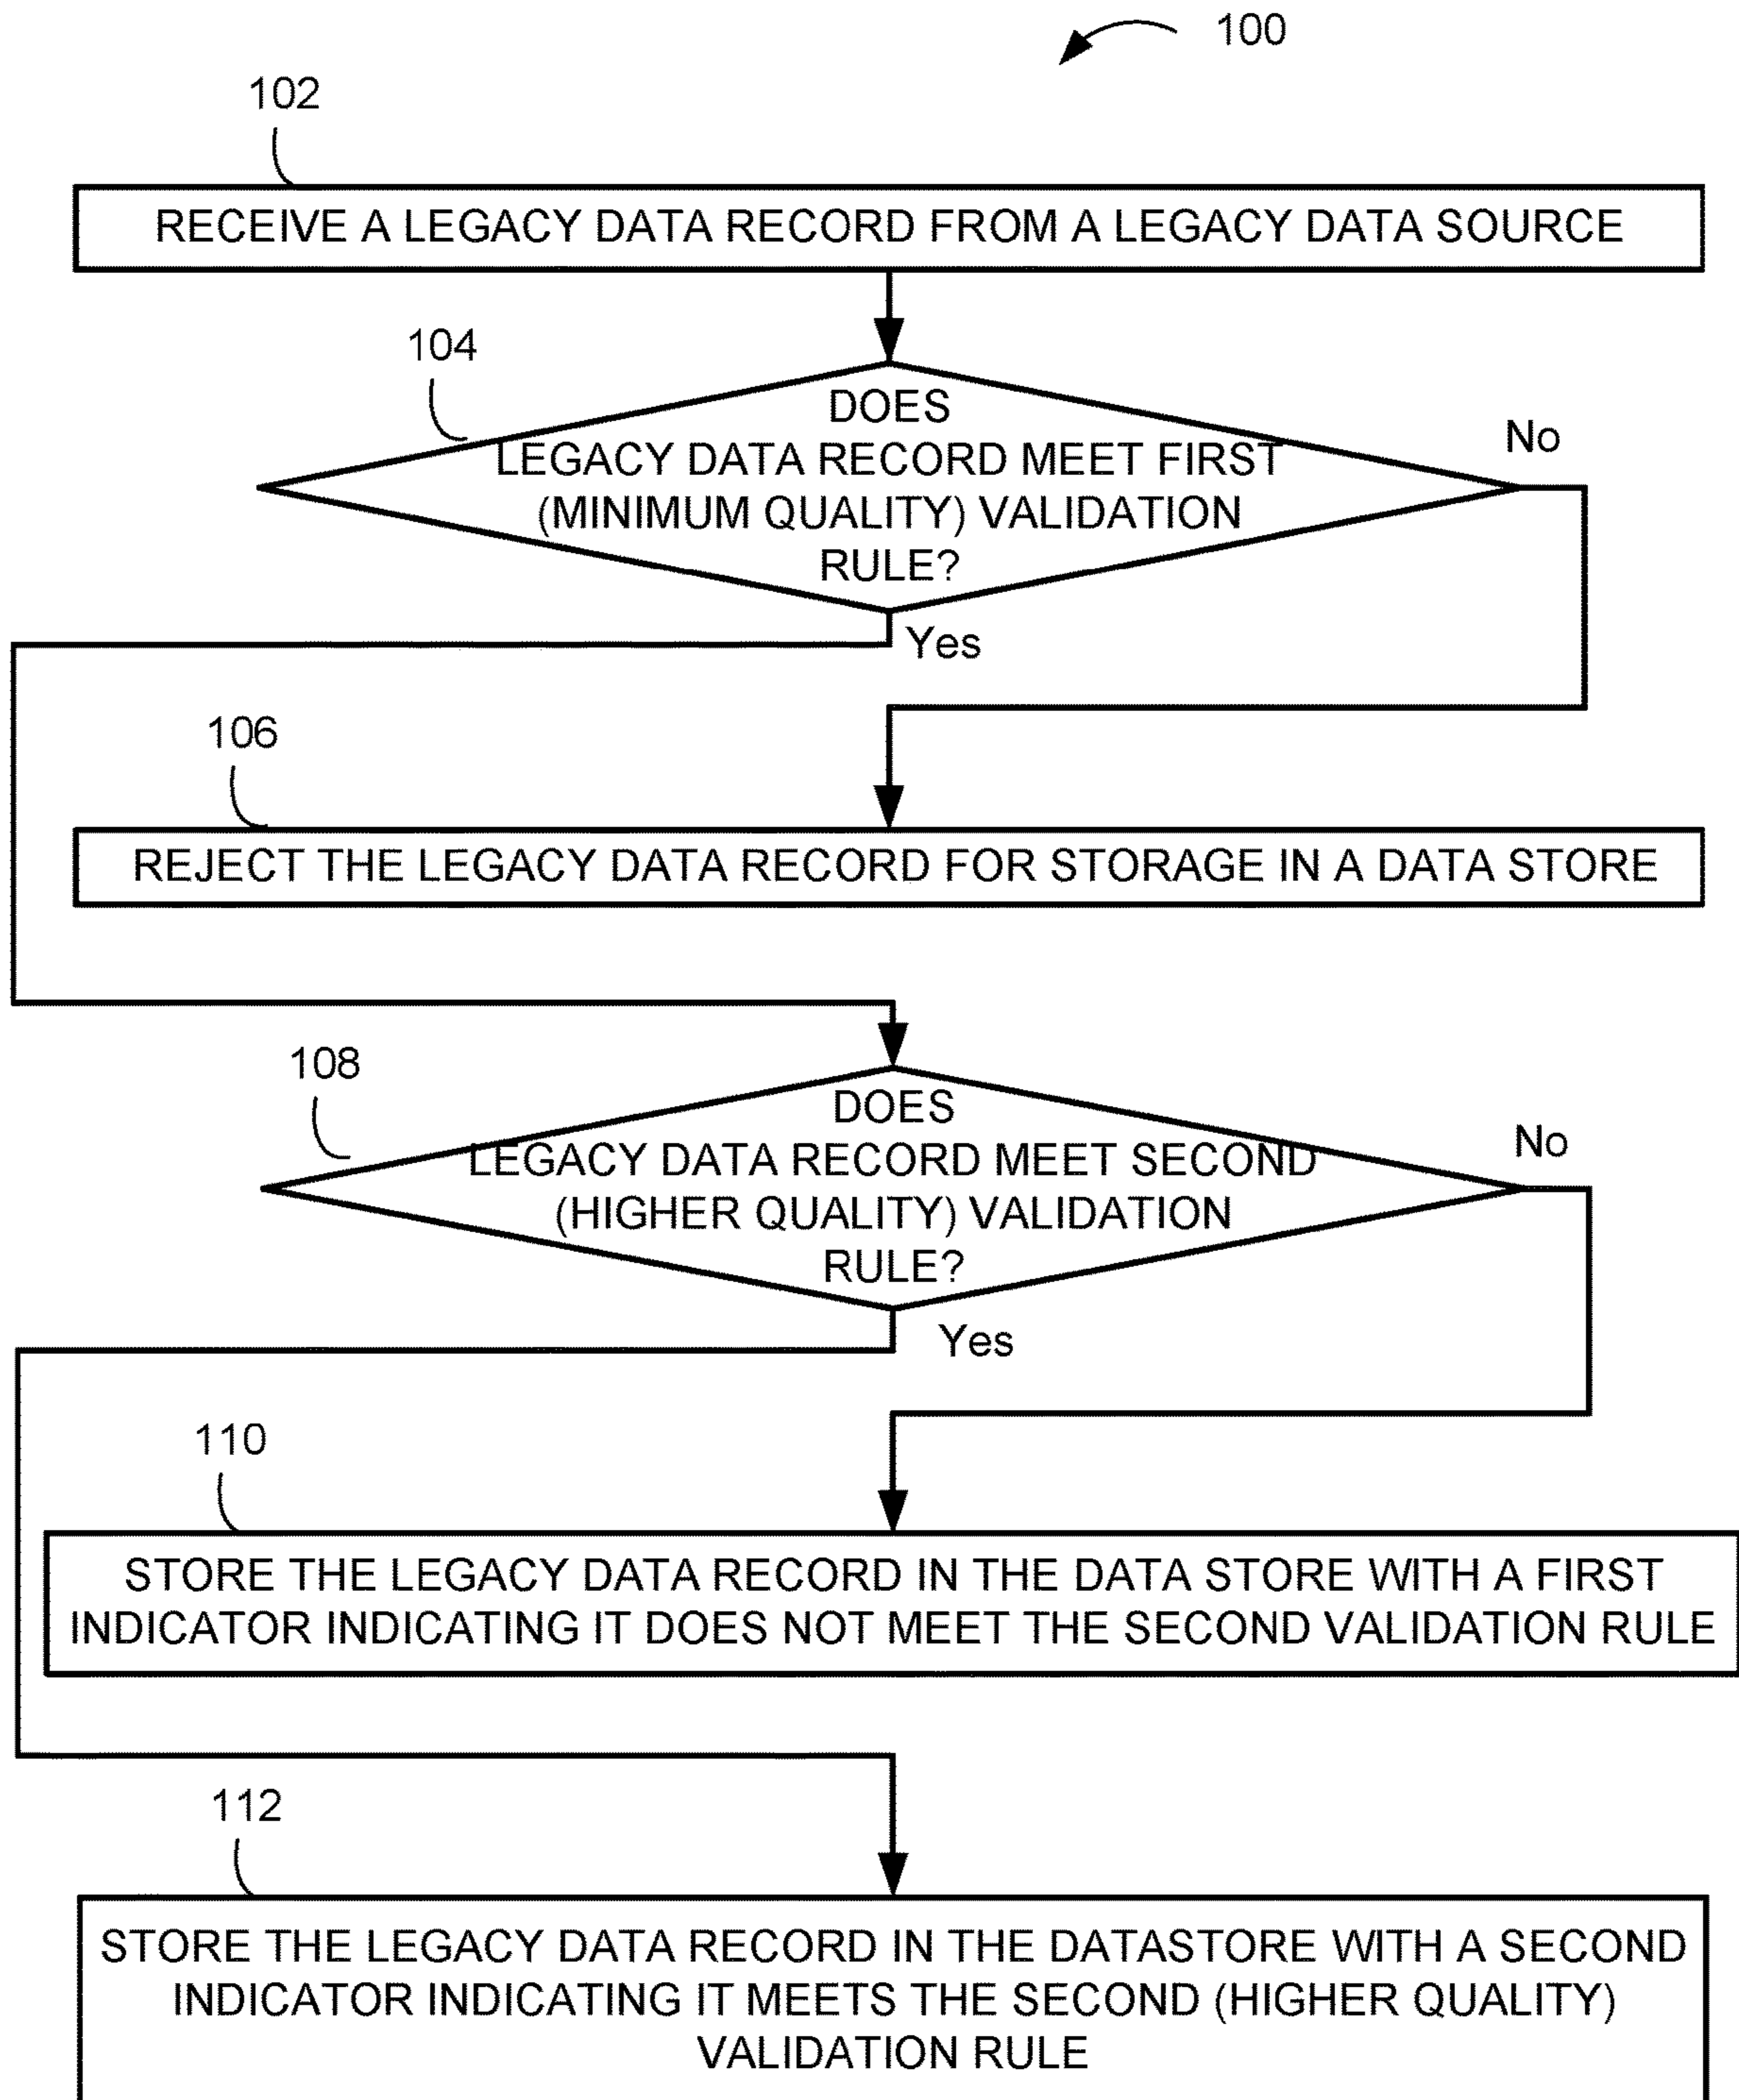 100
102
RECEIVE A LEGACY DATA RECORD FROM A LEGACY DATA SOURCE
104
DOES
LEGACY DATA RECORD MEET FIRST
(MINIMUM QUALITY) VALIDATION
RULE?
No
Yes
106
REJECT THE LEGACY DATA RECORD FOR STORAGE IN A DATA STORE
108
DOES
LEGACY DATA RECORD MEET SECOND
(HIGHER QUALITY) VALIDATION
RULE?
No
Yes
110
STORE THE LEGACY DATA RECORD IN THE DATA STORE WITH A FIRST
INDICATOR INDICATING IT DOES NOT MEET THE SECOND VALIDATION RULE
112
STORE THE LEGACY DATA RECORD IN THE DATASTORE WITH A SECOND
INDICATOR INDICATING IT MEETS THE SECOND (HIGHER QUALITY)
VALIDATION RULE